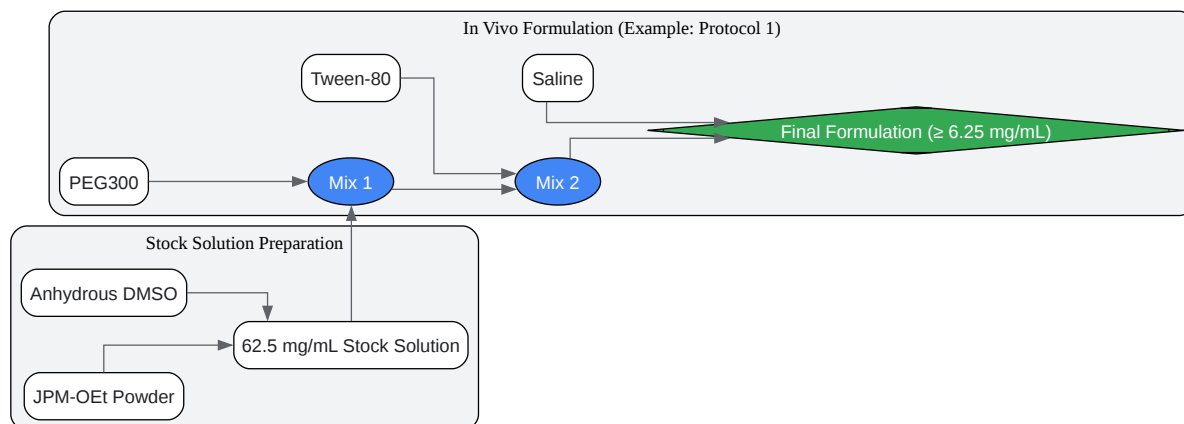 In Vivo Formulation (Example: Protocol 1)
Tween-80
Saline
Final Formulation (≥ 6.25 mg/mL)
PEG300
Mix 1
Mix 2
Stock Solution Preparation
Anhydrous DMSO
62.5 mg/mL Stock Solution
JPM-OEt Powder